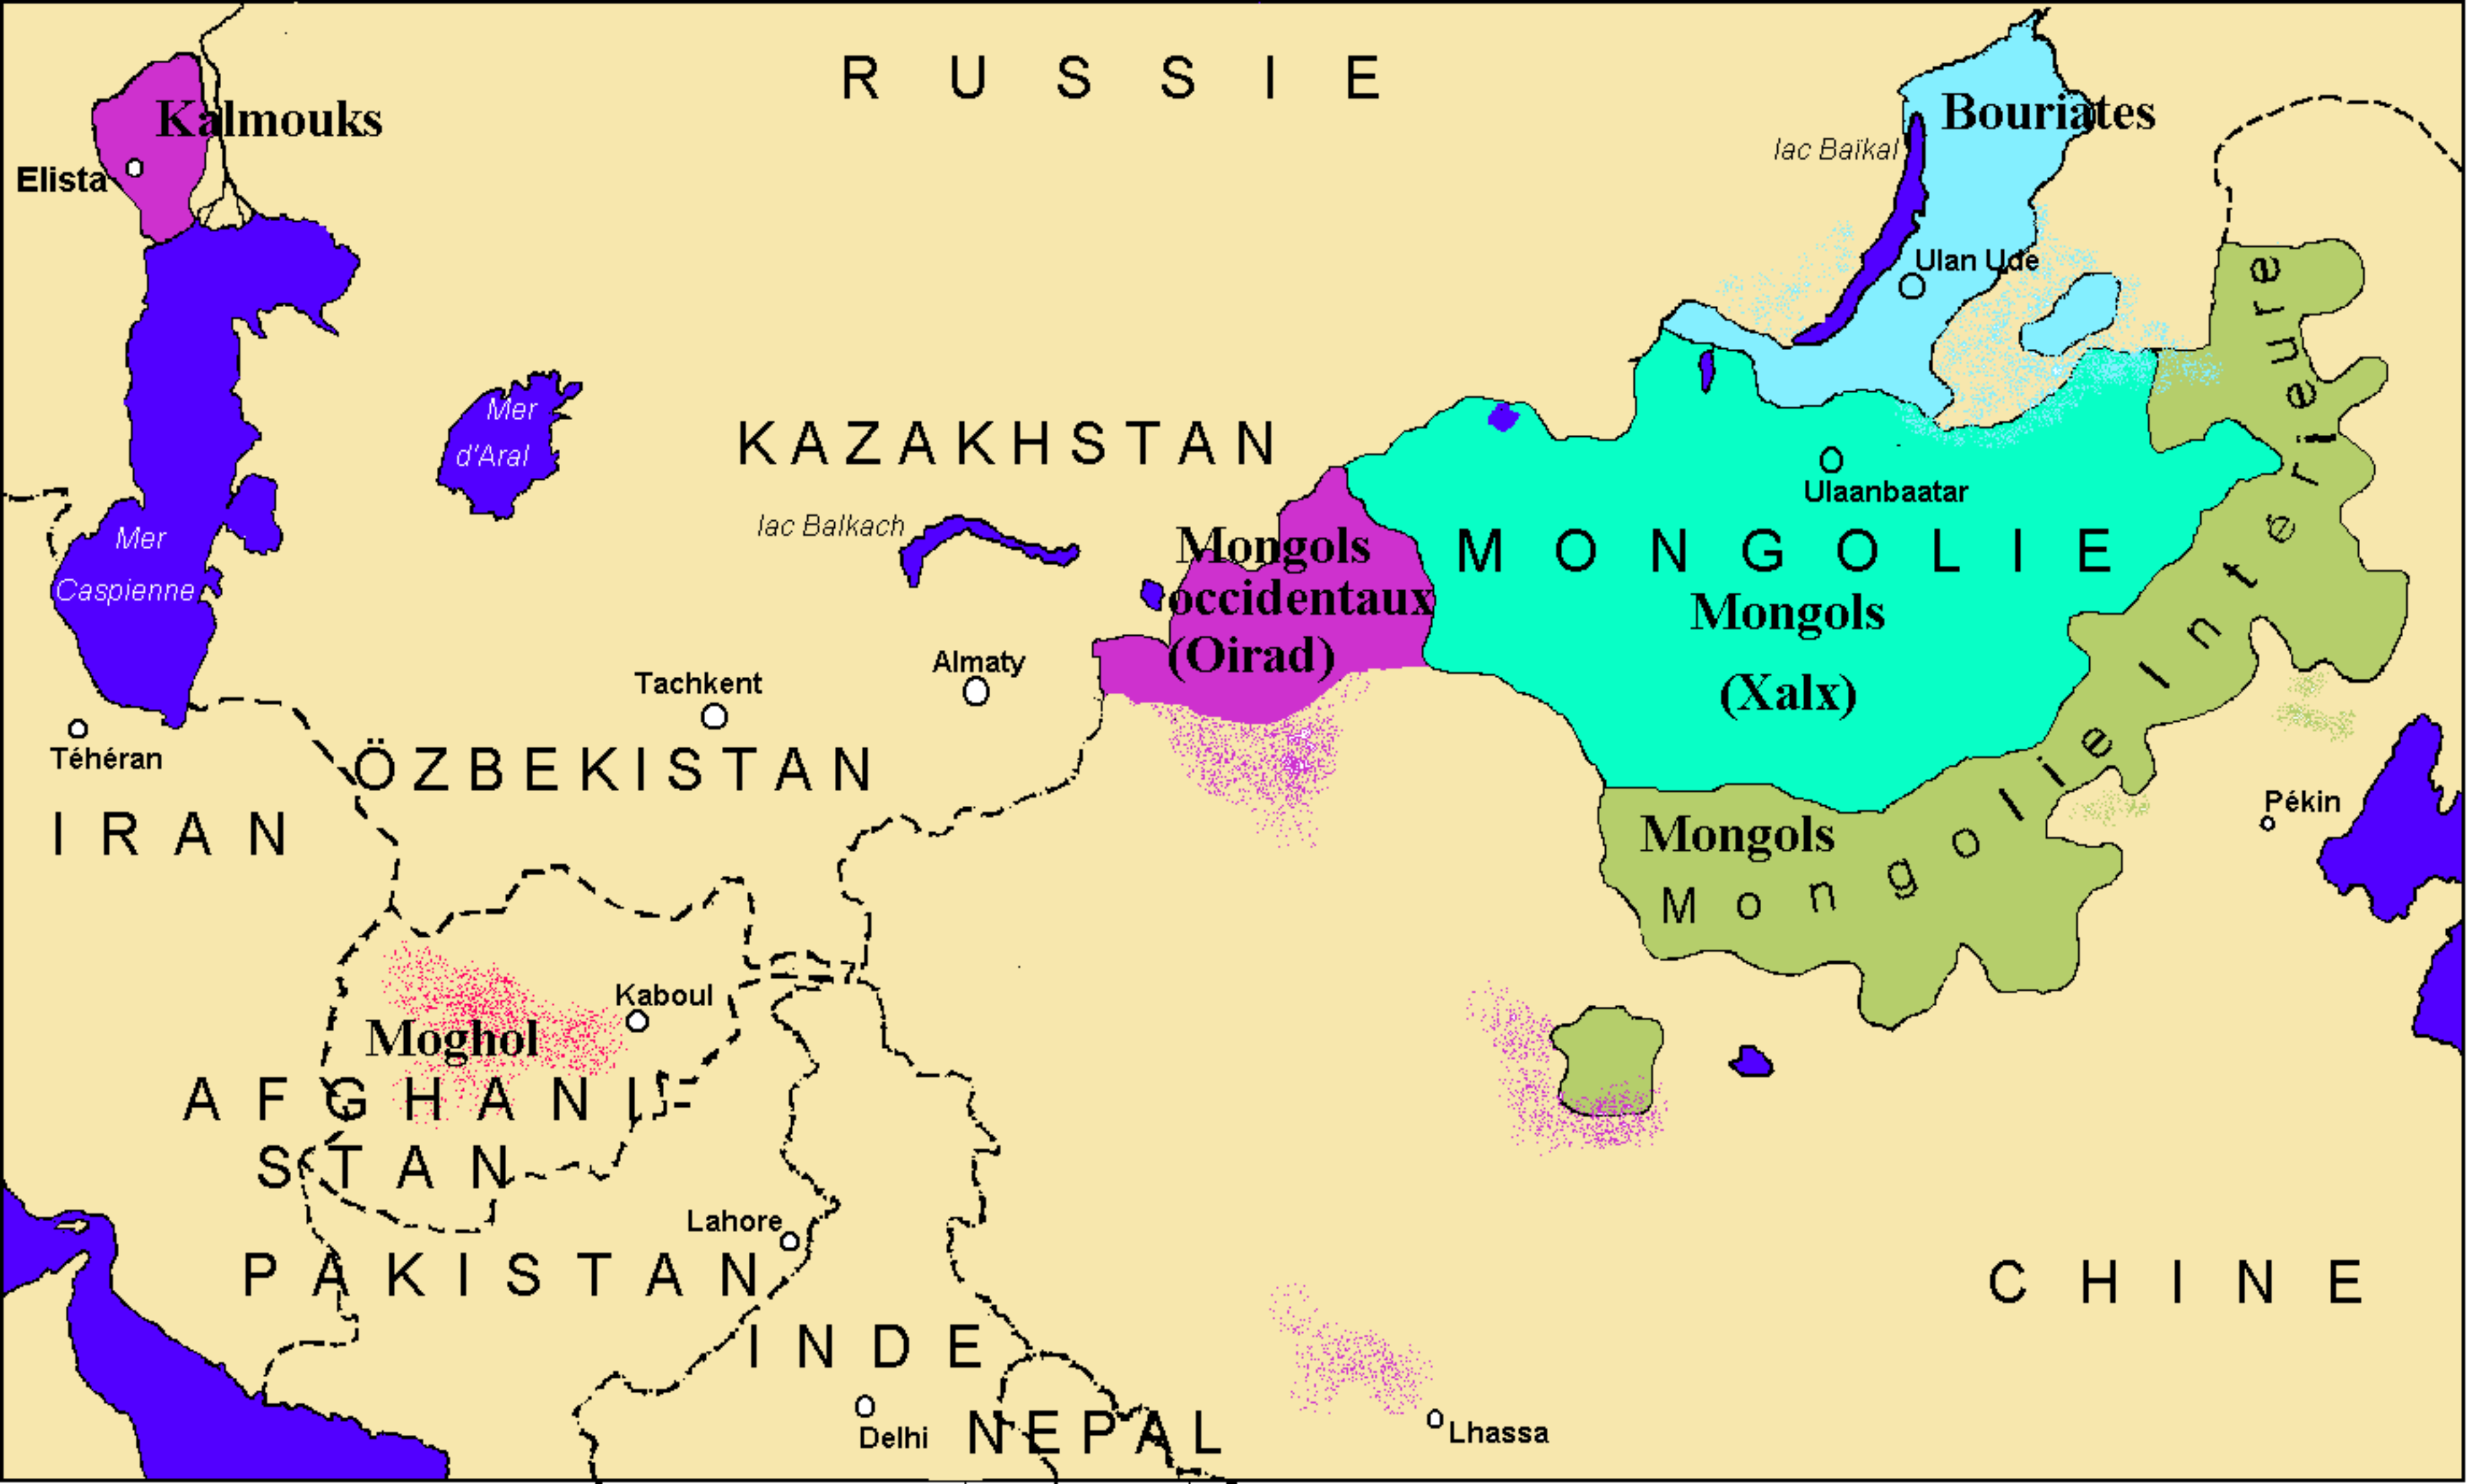 R U S S I E
Kalmouks
Bouriates
lac Baïkal
Elista
Ulan Ude
Mer
d'Aral
KAZAKHSTAN
Ulaanbaatar
lac Balkach
Mer
Caspienne
Mongols
occidentaux
(Oirad)
M O N G O L I E
Mongols
(Xalx)
Almaty
Tachkent
Téhéran
ÖZBEKISTAN
I R A N
Pékin
Mongols
Mongolie Intérieure
Kaboul
Moghol
A F G H A N I -
S T A N
Lahore
P A K I S T A N
C H I N E
I N D E
Delhi
N E P A L
Lhassa